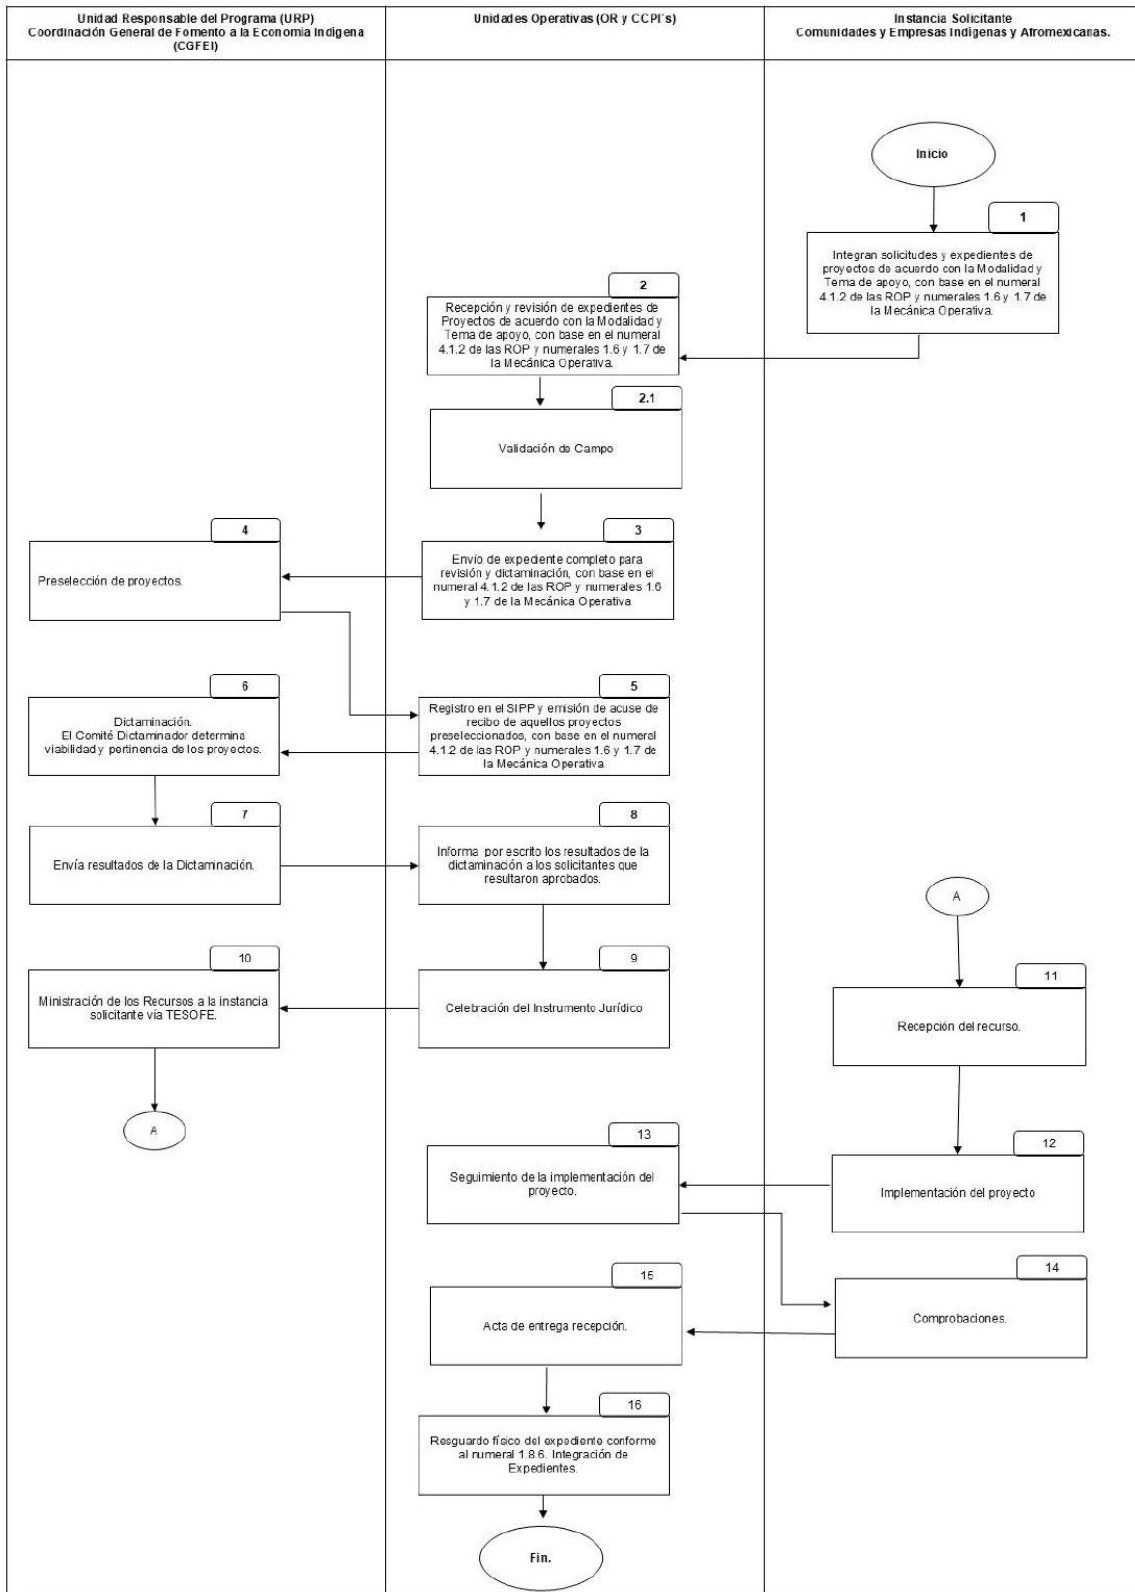 Unidad Responsable del Programa (URP)
Coordinación General de Fomento a la Economía Indígena
(CGFEI)
Unidades Operativas (OR y CCPI´s)
Instancia Solicitante
Comunidades y Empresas Indígenas y Afromexicanas.
Inicio
1
Integran solicitudes y expedientes de
proyectos de acuerdo con la Modalidad y
Tema de apoyo, con base en el numeral
4.1.2 de las ROP y numerales 1.6 y 1.7 de
la Mecánica Operativa.
2
Recepción y revisión de expedientes de
Proyectos de acuerdo con la Modalidad y
Tema de apoyo, con base en el numeral
4.1.2 de las ROP y numerales 1.6 y 1.7 de
la Mecánica Operativa.
2.1
Validación de Campo
3
Envío de expediente completo para
revisión y dictaminación, con base en el
numeral 4.1.2 de las ROP y numerales 1.6
y 1.7 de la Mecánica Operativa
4
Preselección de proyectos.
5
Registro en el SIPP y emisión de acuse de
recibo de aquellos proyectos
preseleccionados, con base en el numeral
4.1.2 de las ROP y numerales 1.6 y 1.7 de
la Mecánica Operativa
6
Dictaminación.
El Comité Dictaminador determina
viabilidad y pertinencia de los proyectos.
7
Envía resultados de la Dictaminación.
8
Informa por escrito los resultados de la
dictaminación a los solicitantes que
resultaron aprobados.
9
Celebración del Instrumento Jurídico
10
Ministración de los Recursos a la instancia
solicitante vía TESOFE.
A
A
11
Recepción del recurso.
12
Implementación del proyecto
13
Seguimiento de la implementación del
proyecto.
14
Comprobaciones.
15
Acta de entrega recepción.
16
Resguardo físico del expediente conforme
al numeral 1.8.6. Integración de
Expedientes.
Fin.